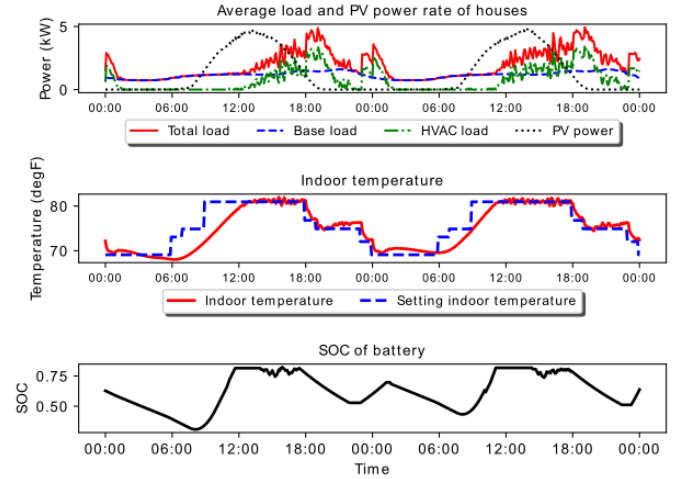 Average load and PV power rate of houses
Power (kW)
5
0
00:00 06:00 12:00 18:00 00:00 06:00 12:00 18:00 00:00
Total load Base load HVAC load PV power
Indoor temperature
Temperature (degF)
80
70
00:00 06:00 12:00 18:00 00:00 06:00 12:00 18:00 00:00
Indoor temperature Setting indoor temperature
SOC of battery
SOC
0.75
0.50
00:00 06:00 12:00 18:00 00:00 06:00 12:00 18:00 00:00
Time